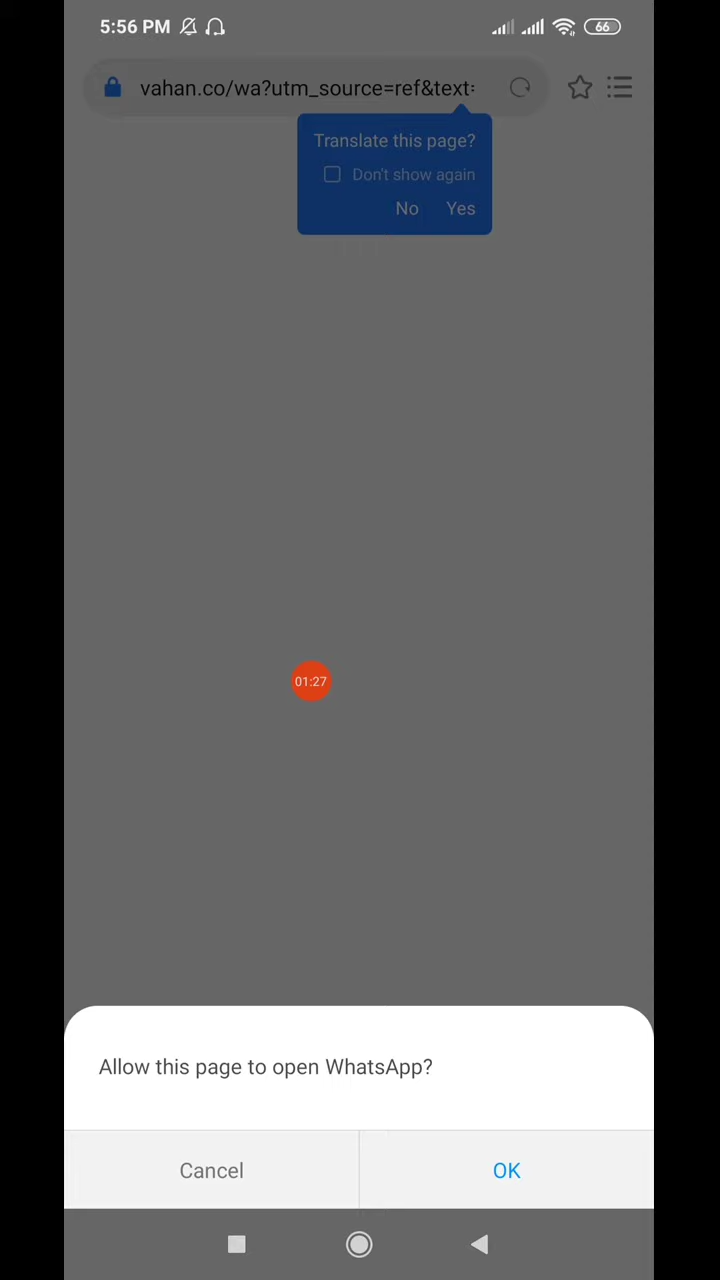 5:56 PM 66
vahan.co/wa?utm_source=ref&text=
Translate this page?
Don't show again
No Yes
01:27
Allow this page to open WhatsApp?
Cancel OK